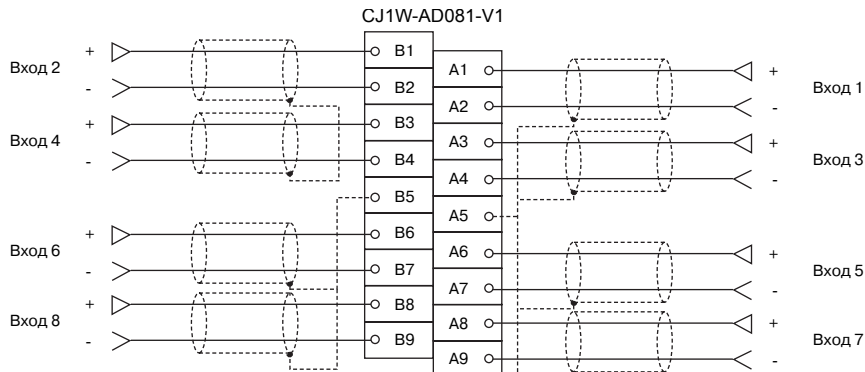 CJ1W-AD081-V1
+ B1
Вход 2
- B2
+ B3
Вход 4
- B4
B5
+ B6
Вход 6
- B7
+ B8
Вход 8
- B9
A1 +
Вход 1
A2 -
A3 +
Вход 3
A4 -
A5
A6 +
Вход 5
A7 -
A8 +
Вход 7
A9 -